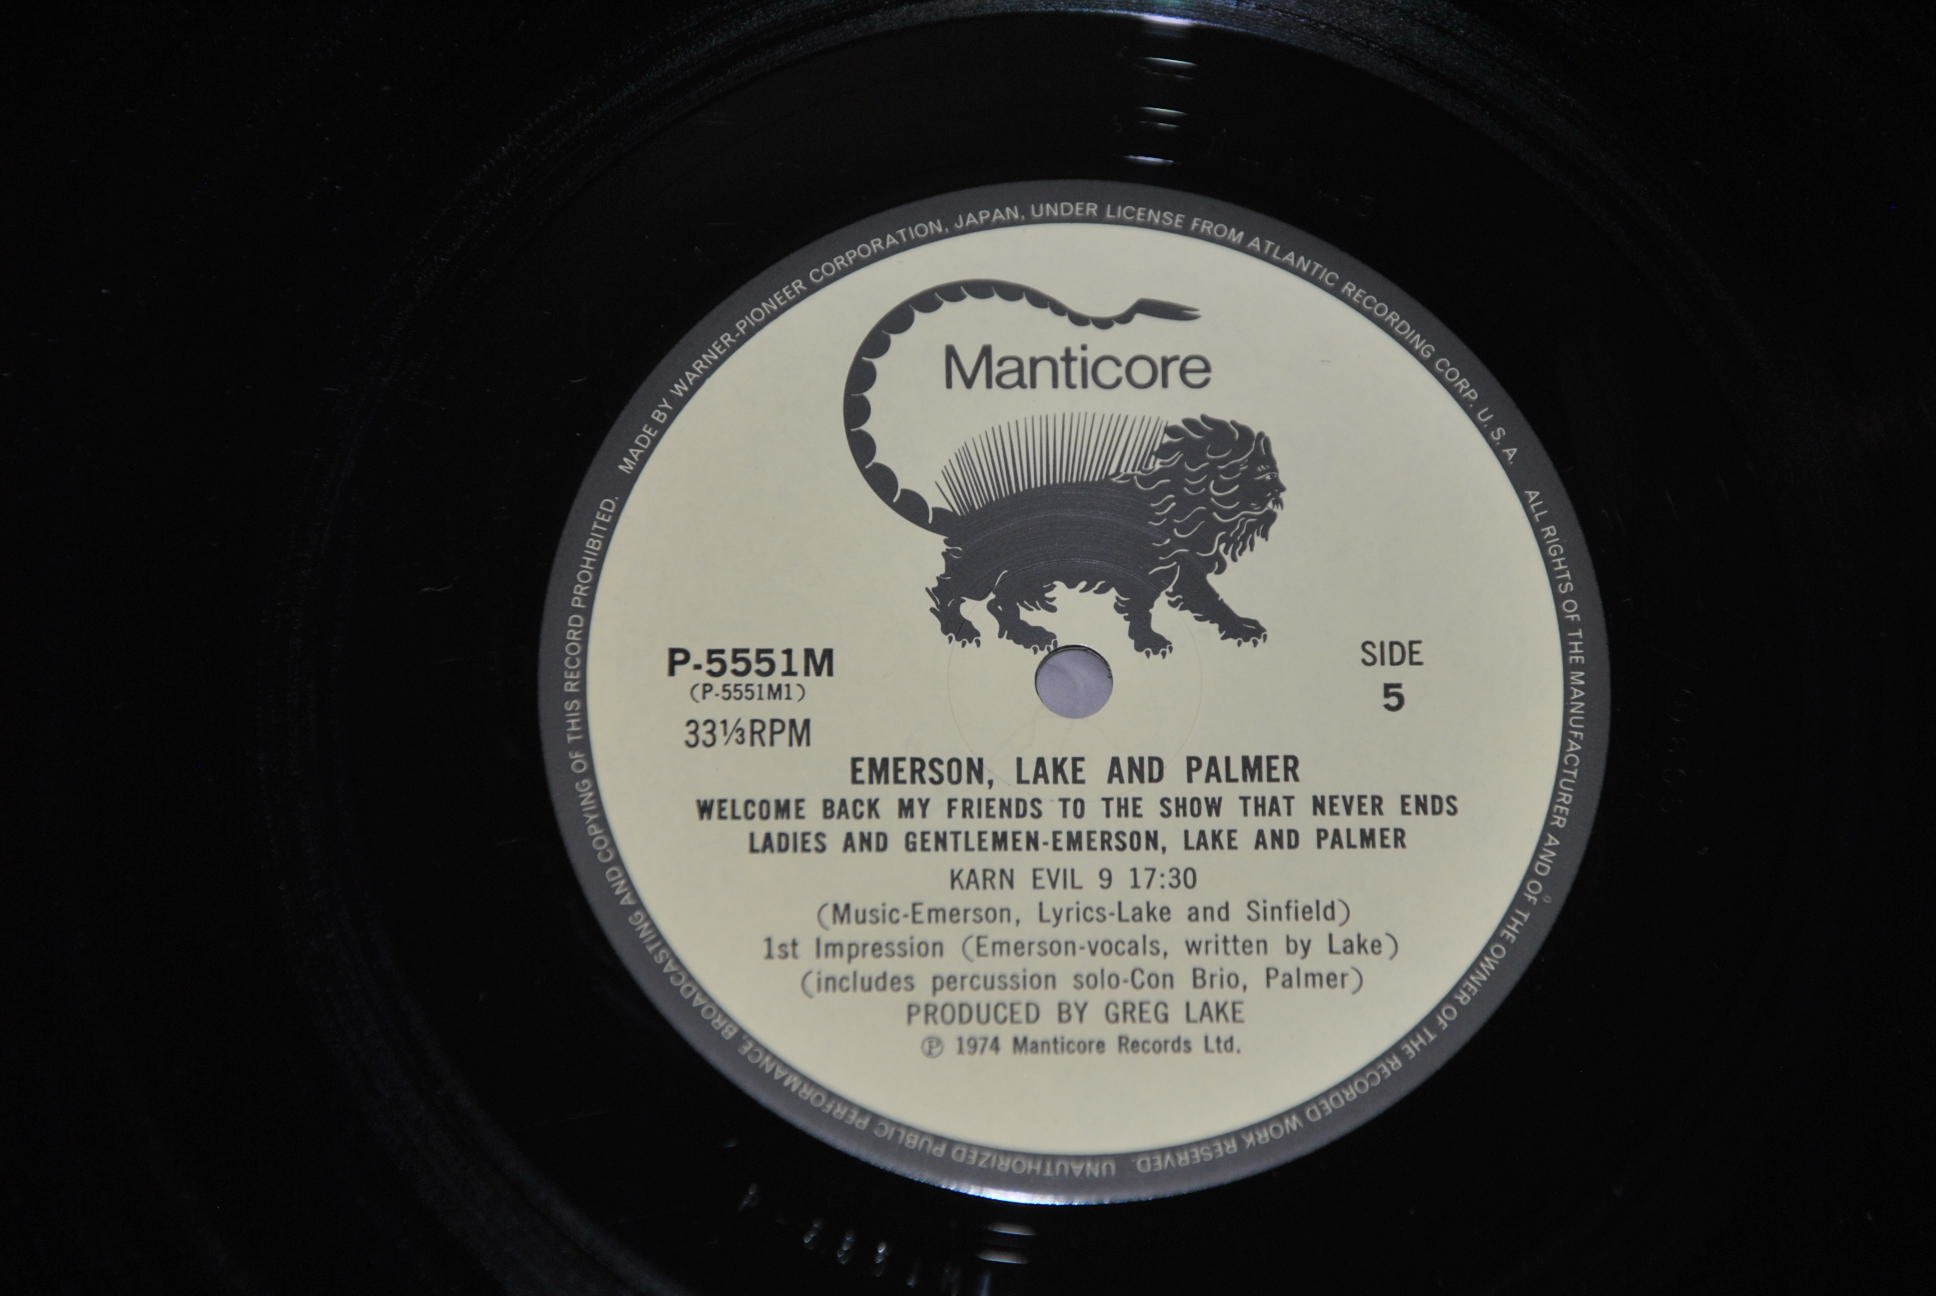 MADE BY WARNER-PIONEER CORPORATION, JAPAN, UNDER LICENSE FROM ATLANTIC RECORDING CORP. U.S.A.
ALL RIGHTS OF THE MANUFACTURER AND OF THE OWNER OF THE RECORDED WORK RESERVED.
UNAUTHORIZED PUBLIC PERFORMANCE, BROADCASTING AND COPYING OF THIS RECORD PROHIBITED.
Manticore
P-5551M
(P-5551M1)
33⅓RPM
SIDE
5
EMERSON, LAKE AND PALMER
WELCOME BACK MY FRIENDS TO THE SHOW THAT NEVER ENDS
LADIES AND GENTLEMEN-EMERSON, LAKE AND PALMER
KARN EVIL 9 17:30
(Music-Emerson, Lyrics-Lake and Sinfield)
1st Impression (Emerson-vocals, written by Lake)
(includes percussion solo-Con Brio, Palmer)
PRODUCED BY GREG LAKE
℗ 1974 Manticore Records Ltd.